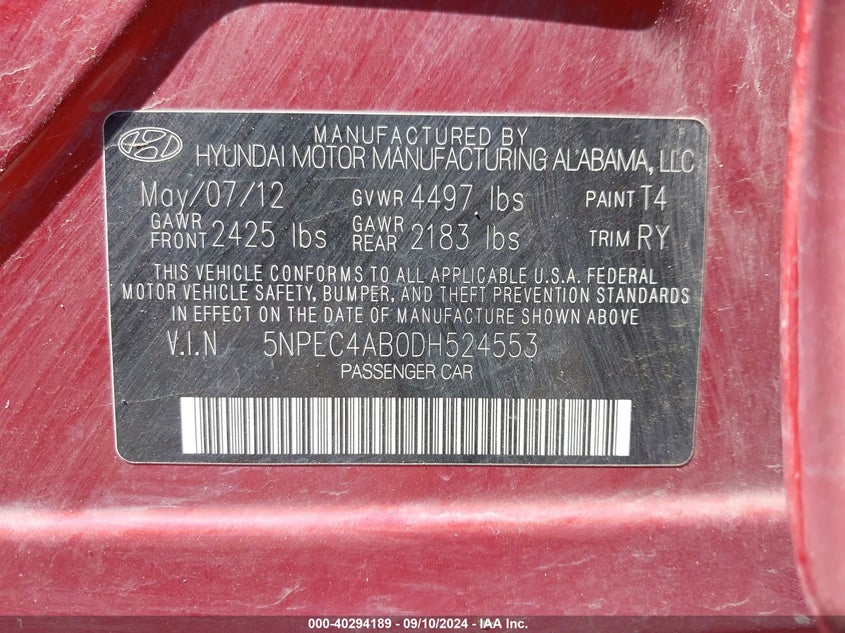 MANUFACTURED BY
HYUNDAI MOTOR MANUFACTURING ALABAMA, LLC
May/07/12 GVWR 4497 lbs PAINT T4
GAWR FRONT 2425 lbs GAWR REAR 2183 lbs TRIM RY
THIS VEHICLE CONFORMS TO ALL APPLICABLE U.S.A. FEDERAL
MOTOR VEHICLE SAFETY, BUMPER, AND THEFT PREVENTION STANDARDS
IN EFFECT ON THE DATE OF MANUFACTURE SHOWN ABOVE.
V.I.N 5NPEC4AB0DH524553
PASSENGER CAR
000-40294189 - 09/10/2024 - IAA Inc.